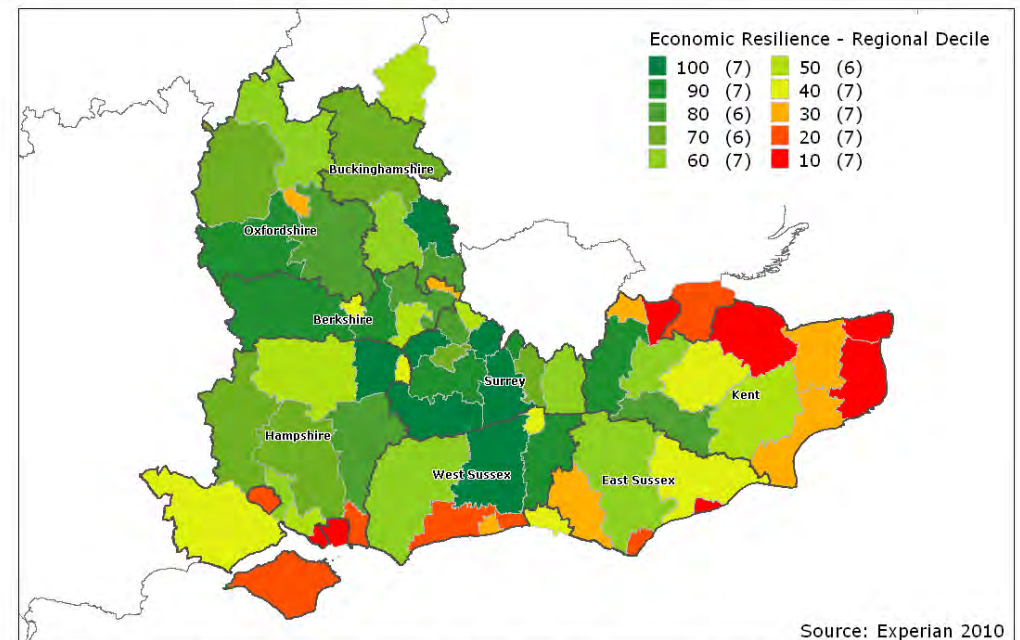 Economic Resilience - Regional Decile
100 (7) 50 (6)
90 (7) 40 (7)
80 (6) 30 (7)
70 (6) 20 (7)
60 (7) 10 (7)
Buckinghamshire
Oxfordshire
Berkshire
Surrey
Kent
Hampshire
West Sussex
East Sussex
Source: Experian 2010